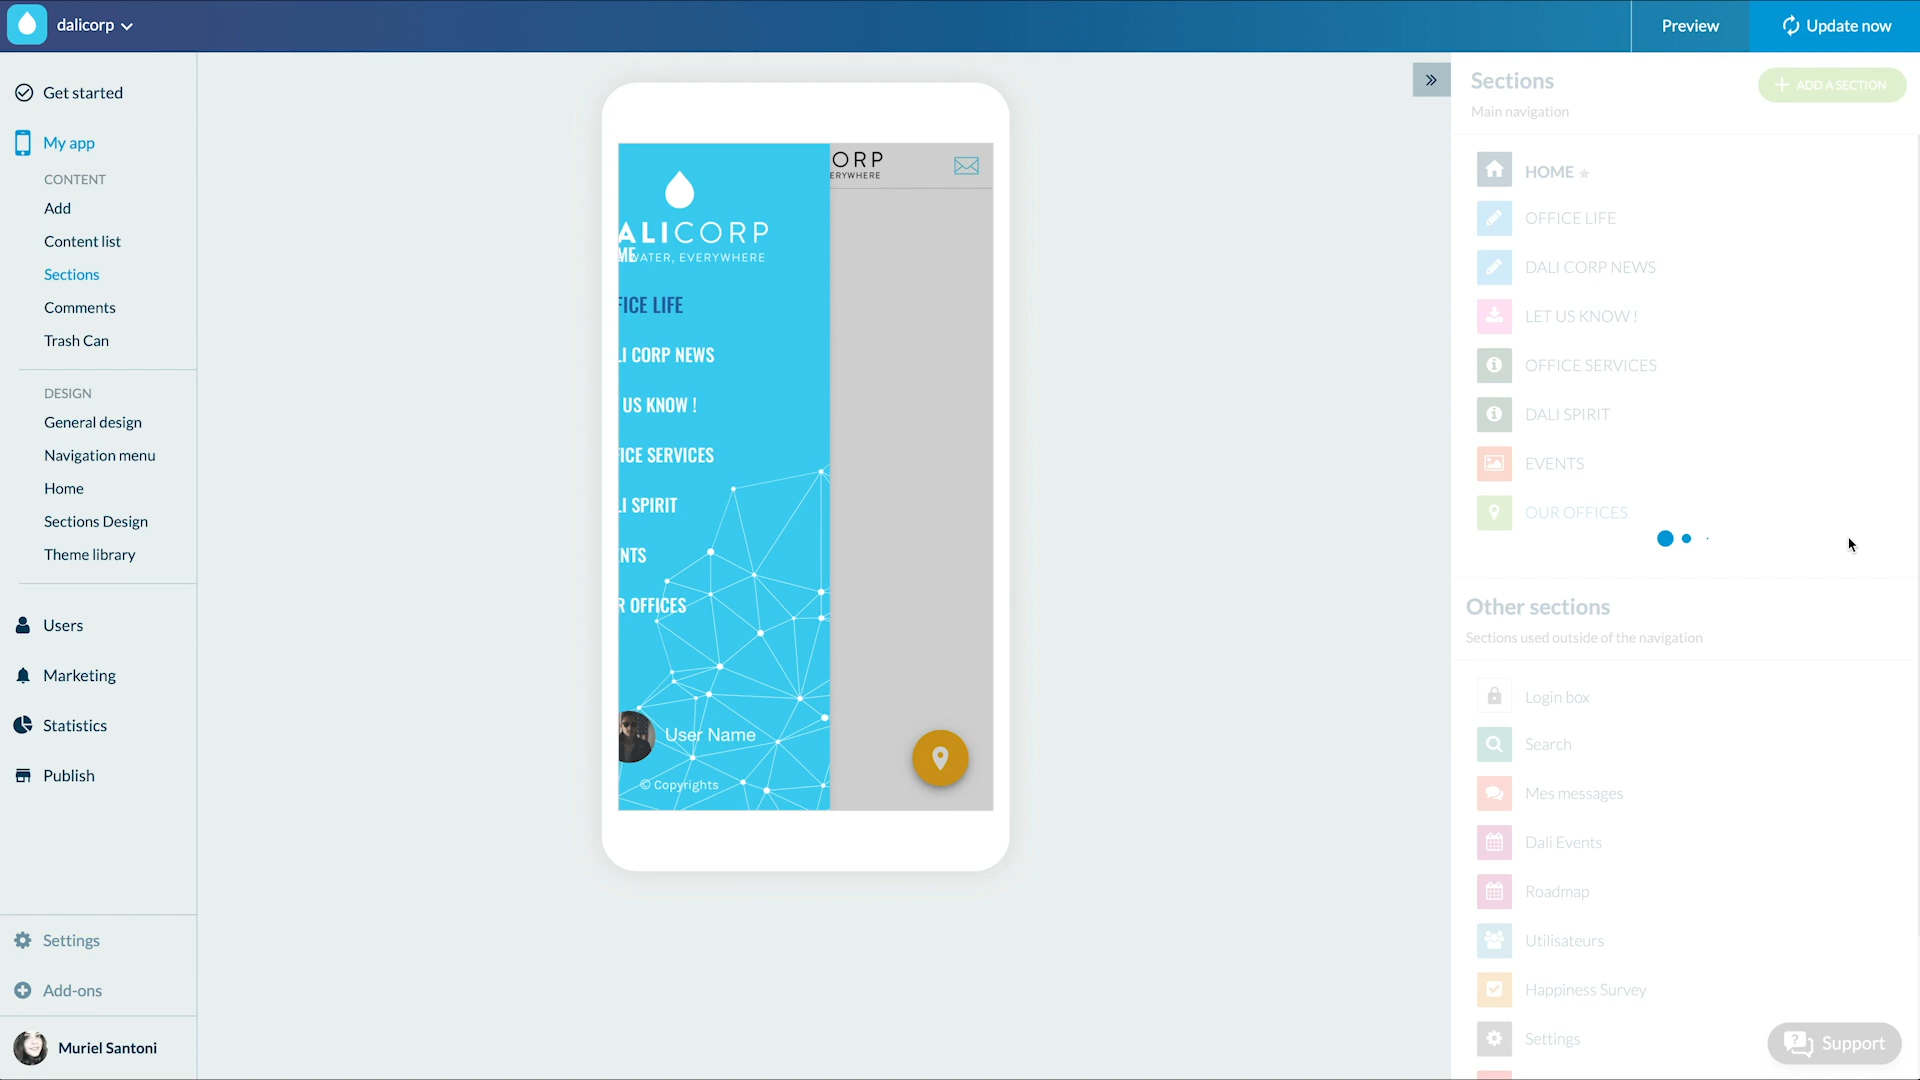 dalicorp
Preview
Update now
Get started
My app
CONTENT
Add
Content list
Sections
Comments
Trash Can
DESIGN
General design
Navigation menu
Home
Sections Design
Theme library
Users
Marketing
Statistics
Publish
Settings
Add-ons
Muriel Santoni
ALICORP
WATER, EVERYWHERE
ME
FICE LIFE
LI CORP NEWS
US KNOW !
FICE SERVICES
LI SPIRIT
NTS
R OFFICES
User Name
© Copyrights
ORP
ERYWHERE
Sections
Main navigation
ADD A SECTION
HOME
OFFICE LIFE
DALI CORP NEWS
LET US KNOW !
OFFICE SERVICES
DALI SPIRIT
EVENTS
OUR OFFICES
Other sections
Sections used outside of the navigation
Login box
Search
Mes messages
Dali Events
Roadmap
Utilisateurs
Happiness Survey
Settings
Support